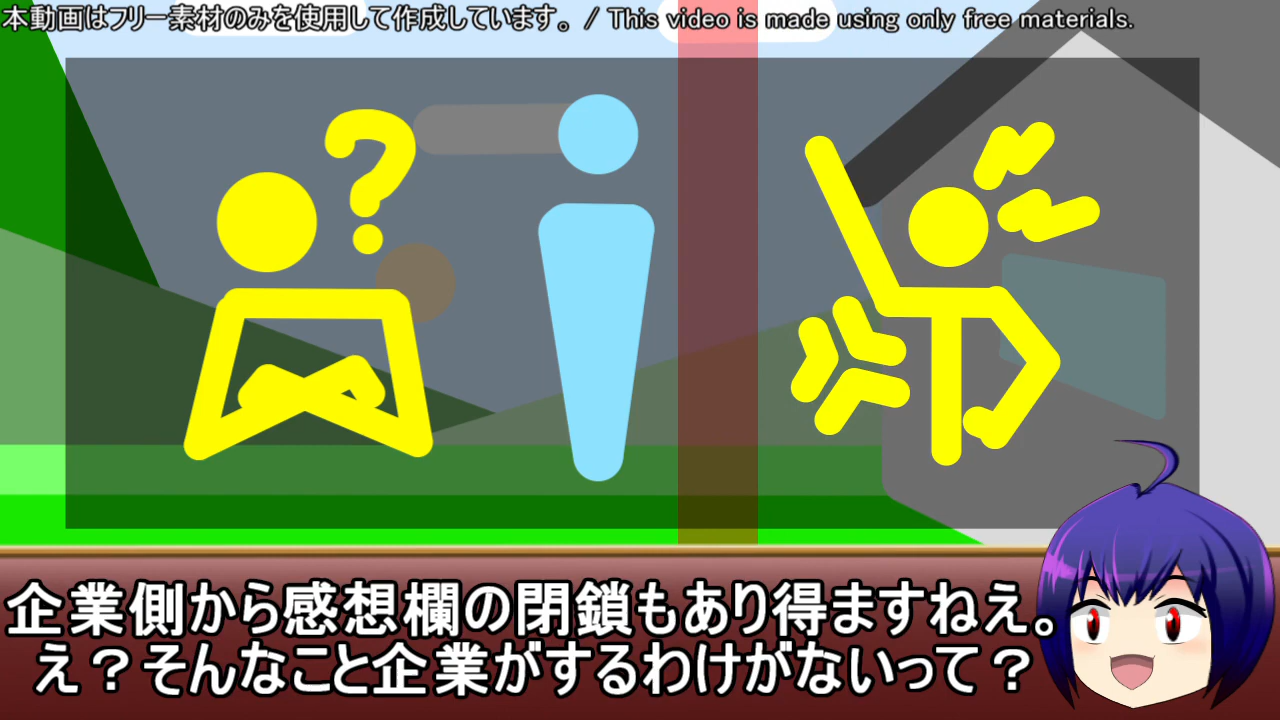 本動画はフリー素材のみを使用して作成しています。 / This video is made using only free materials.
?
企業側から感想欄の閉鎖もあり得ますねえ。
え？そんなこと企業がするわけがないって？